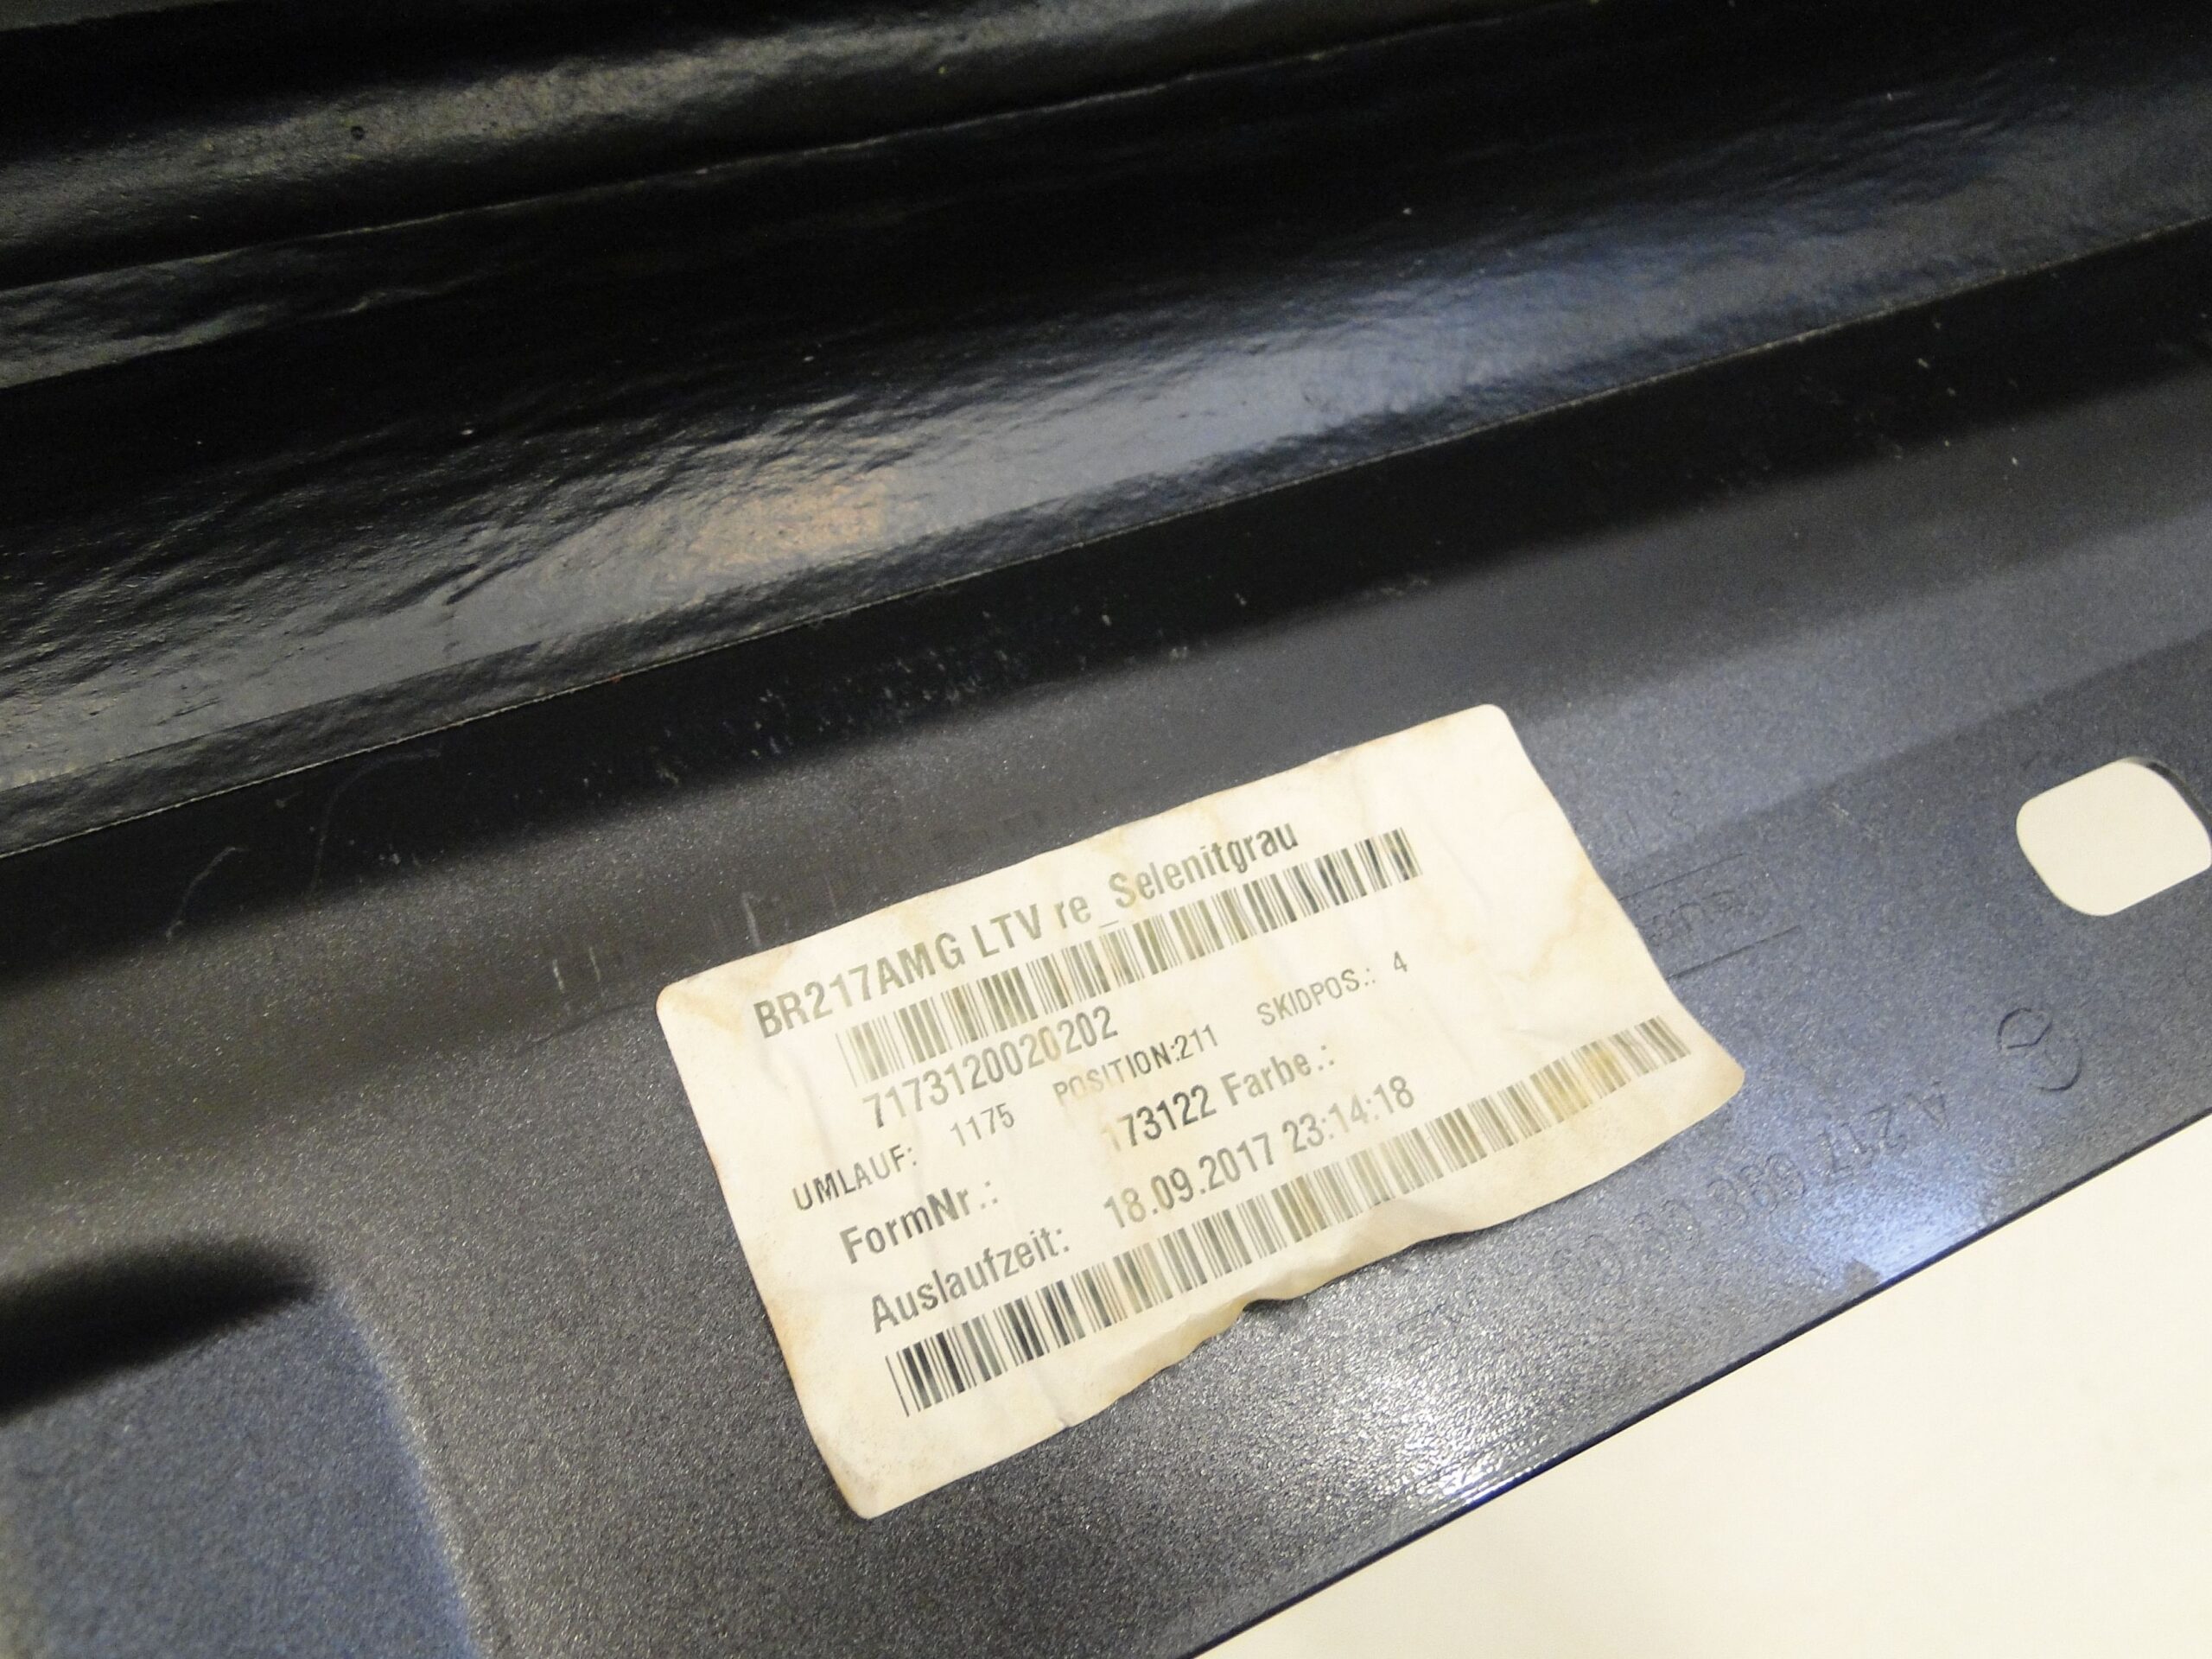 BR217AMG LTV re_Selenitgrau
7173120020202
UMLAUF: 1175 POSITION:211 SKIDPOS.: 4
FormNr.: 173122 Farbe.:
Auslaufzeit: 18.09.2017 23:14:18
A 217